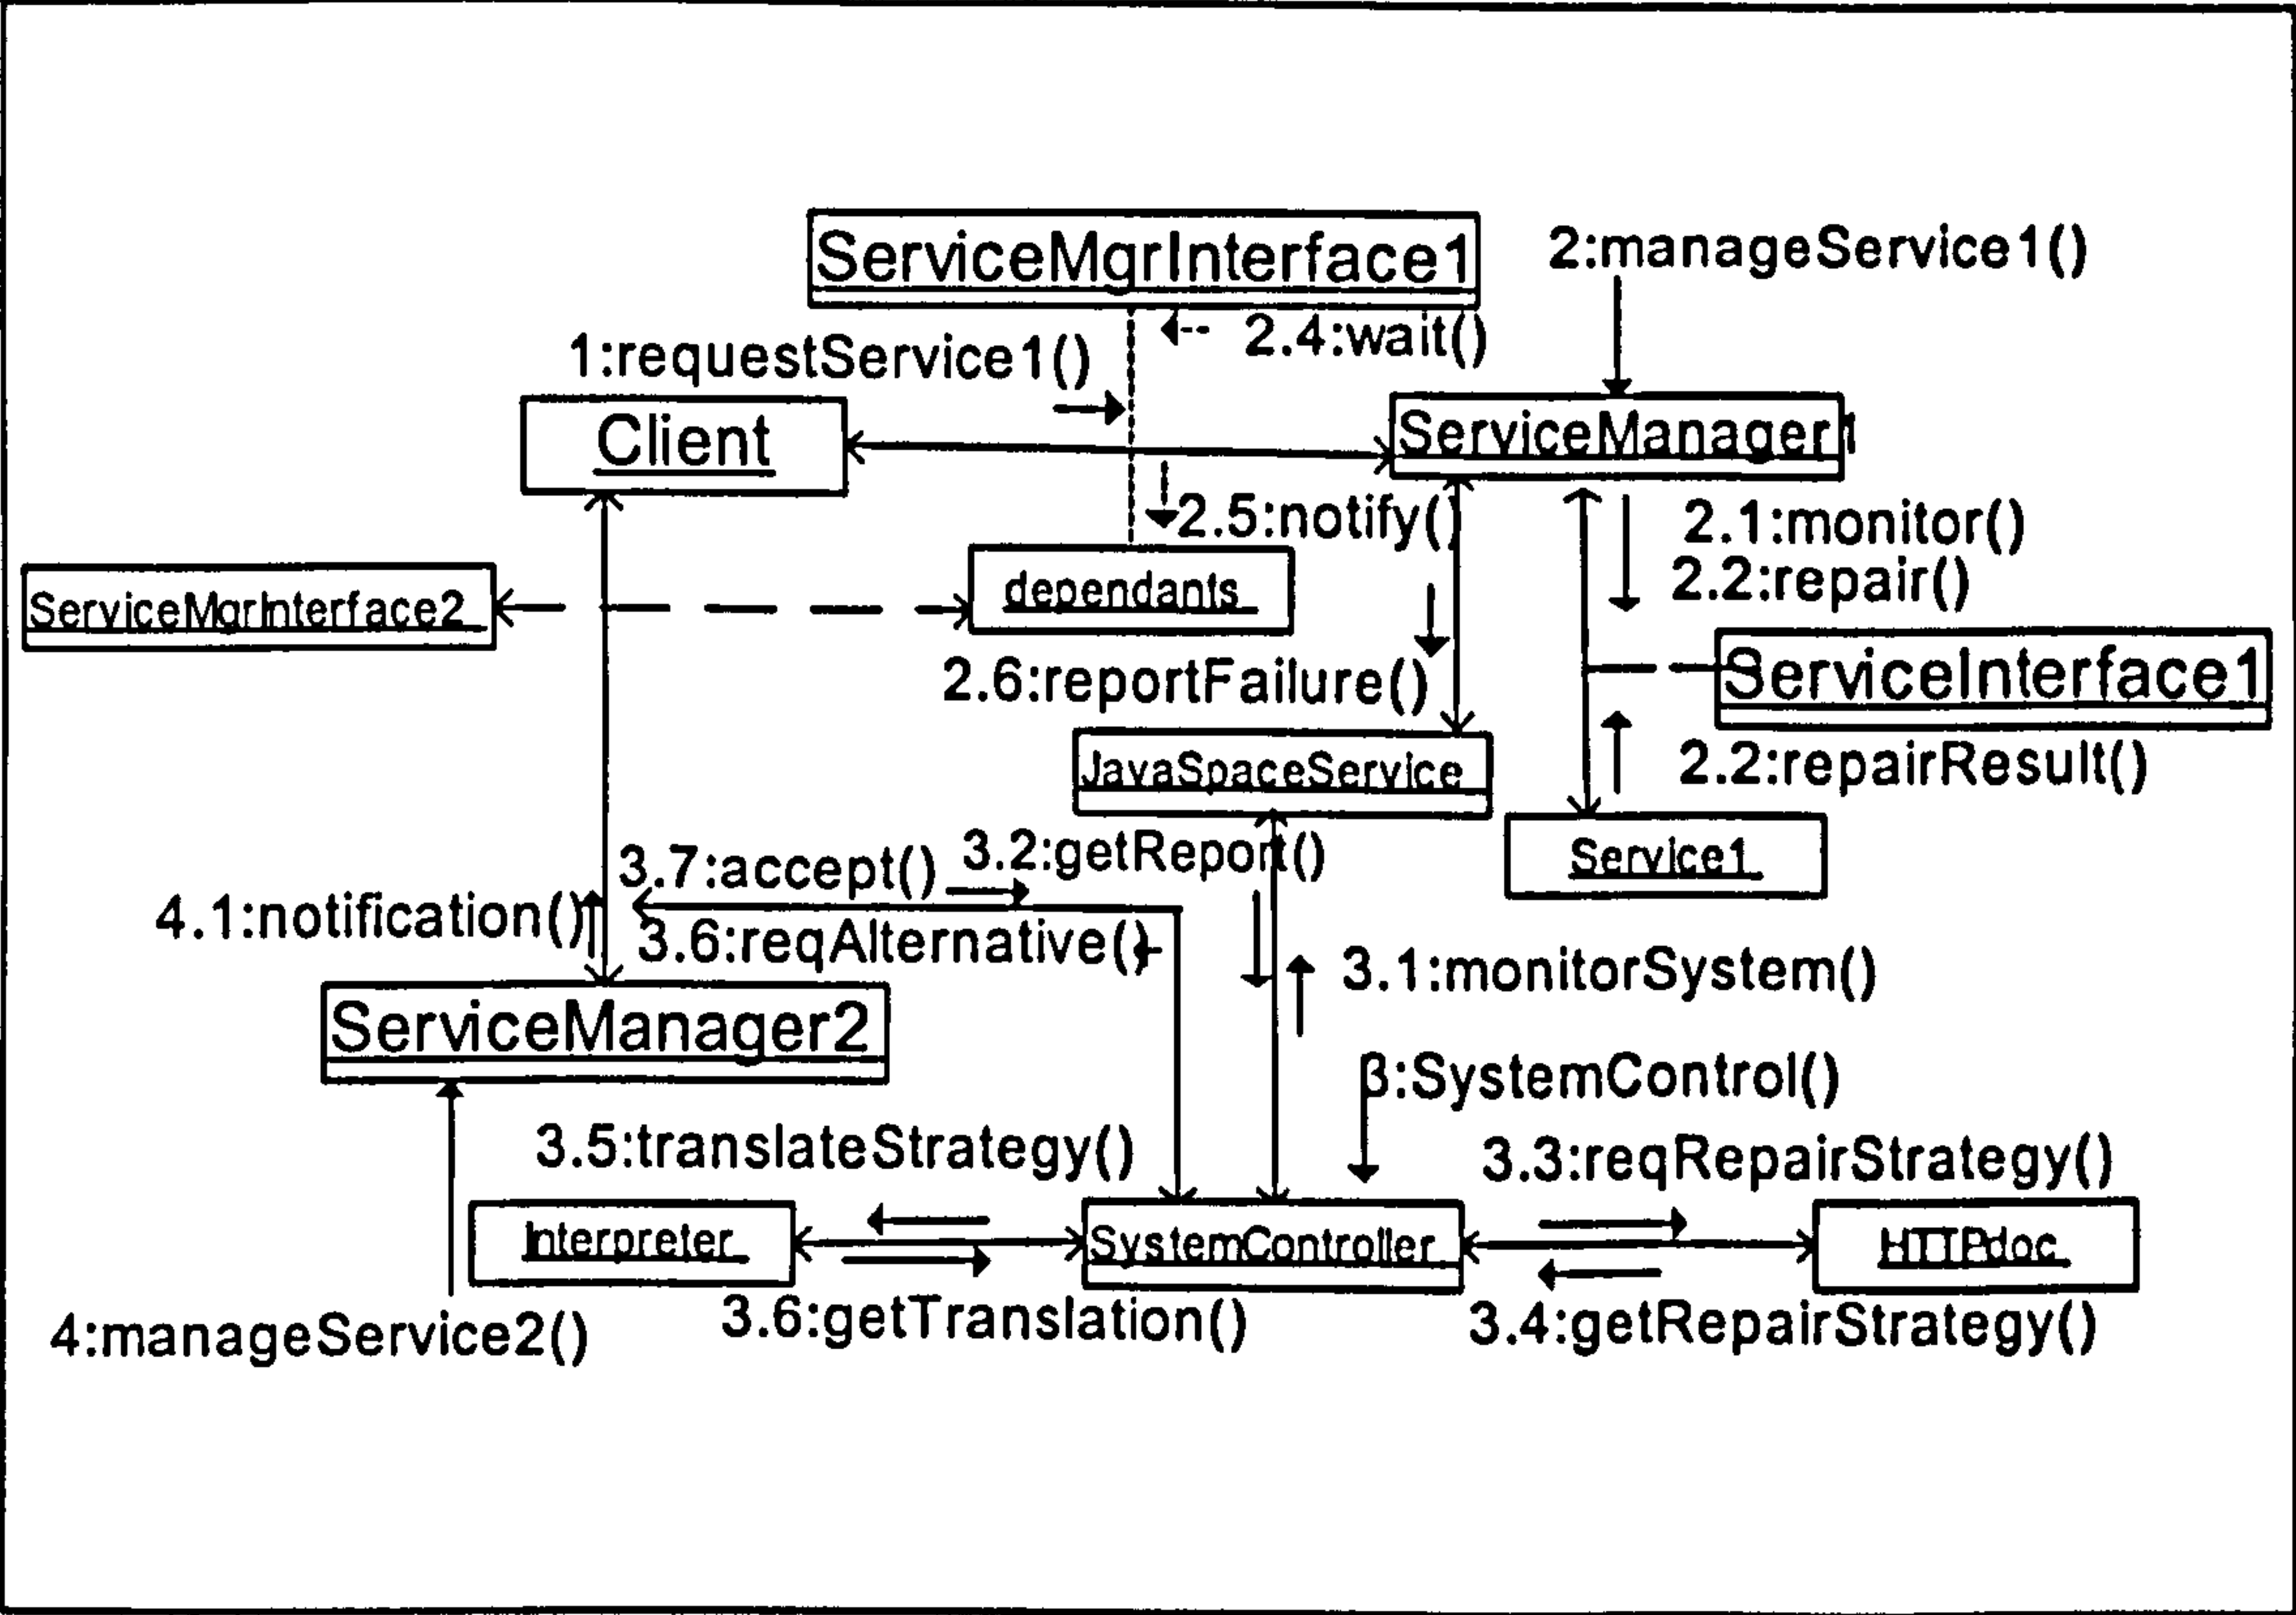 ServiceMgrInterface1
2:manageService1()
2.4:wait()
1:requestService1()
Client
ServiceManager1
2.5:notify()
2.1:monitor()
2.2:repair()
ServiceMgrInterface2
dependants
2.6:reportFailure()
ServiceInterface1
JavaSpaceService
2.2:repairResult()
Service1
3.7:accept()
3.2:getReport()
4.1:notification()
3.6:reqAlternative()
3.1:monitorSystem()
ServiceManager2
β:SystemControl()
3.5:translateStrategy()
3.3:reqRepairStrategy()
Interpreter
SystemController
HTTPdoc
4:manageService2()
3.6:getTranslation()
3.4:getRepairStrategy()